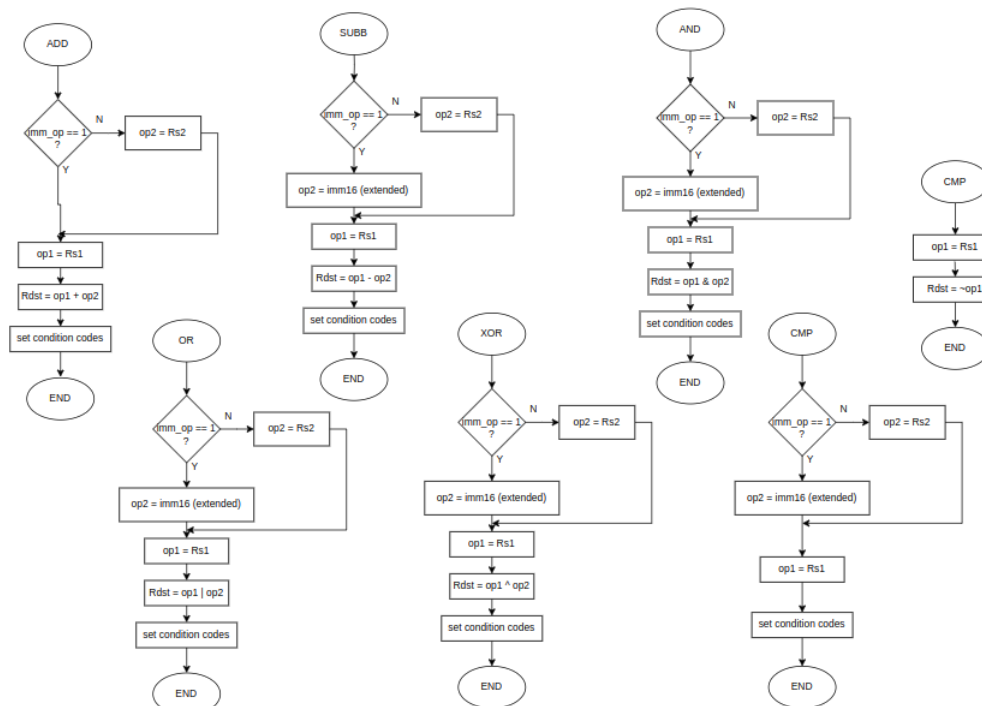 ADD
imm_op == 1
?
N
Y
op2 = Rs2
op1 = Rs1
Rdst = op1 + op2
set condition codes
END
SUBB
imm_op == 1
?
N
Y
op2 = Rs2
op2 = imm16 (extended)
op1 = Rs1
Rdst = op1 - op2
set condition codes
END
AND
imm_op == 1
?
N
Y
op2 = Rs2
op2 = imm16 (extended)
op1 = Rs1
Rdst = op1 & op2
set condition codes
END
CMP
op1 = Rs1
Rdst = ~op1
END
OR
imm_op == 1
?
N
Y
op2 = Rs2
op2 = imm16 (extended)
op1 = Rs1
Rdst = op1 | op2
set condition codes
END
XOR
imm_op == 1
?
N
Y
op2 = Rs2
op2 = imm16 (extended)
op1 = Rs1
Rdst = op1 ^ op2
set condition codes
END
CMP
imm_op == 1
?
N
Y
op2 = Rs2
op2 = imm16 (extended)
op1 = Rs1
set condition codes
END